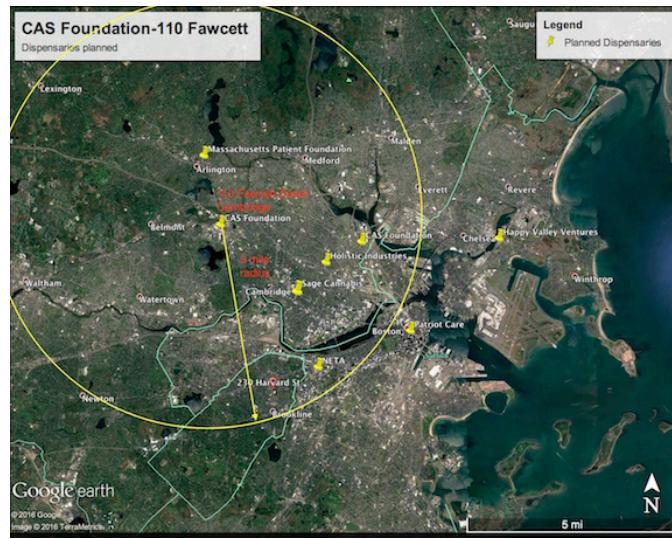 CAS Foundation-110 Fawcett
Dispensarios planned
Legend
Planned Dispensaries
Saugu
Lexington
Malden
Massachusetts Patient Foundation
Medford
Arlington
Everett
Revere
110 Fawcett Street
Cambridge
CAS Foundation
Belmont
CAS Foundation
Chelsea
Happy Valley Ventures
Holistic Industries
5 mile
radius
Winthrop
Waltham
Sage Cannabis
Cambridge
Watertown
Boston
Patriot Care
NETA
230 Harvard St
Newton
Brookline
Google earth
© 2016 Google
Image © 2016 TerraMetrics
N
5 mi